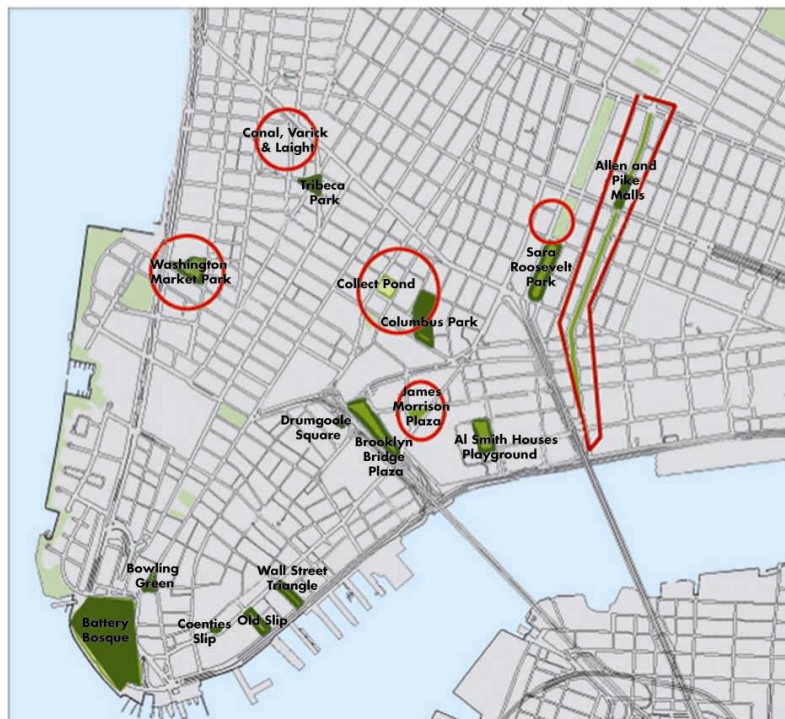 Canal, Varick
& Laight
Tribeca
Park
Allen and
Pike
Malls
Washington
Market Park
Sara
Roosevelt
Park
Collect Pond
Columbus Park
James
Morrison
Plaza
Drumgoole
Square
Brooklyn
Bridge
Plaza
Al Smith Houses
Playground
Bowling
Green
Wall Street
Triangle
Battery
Bosque
Coenties
Slip
Old Slip